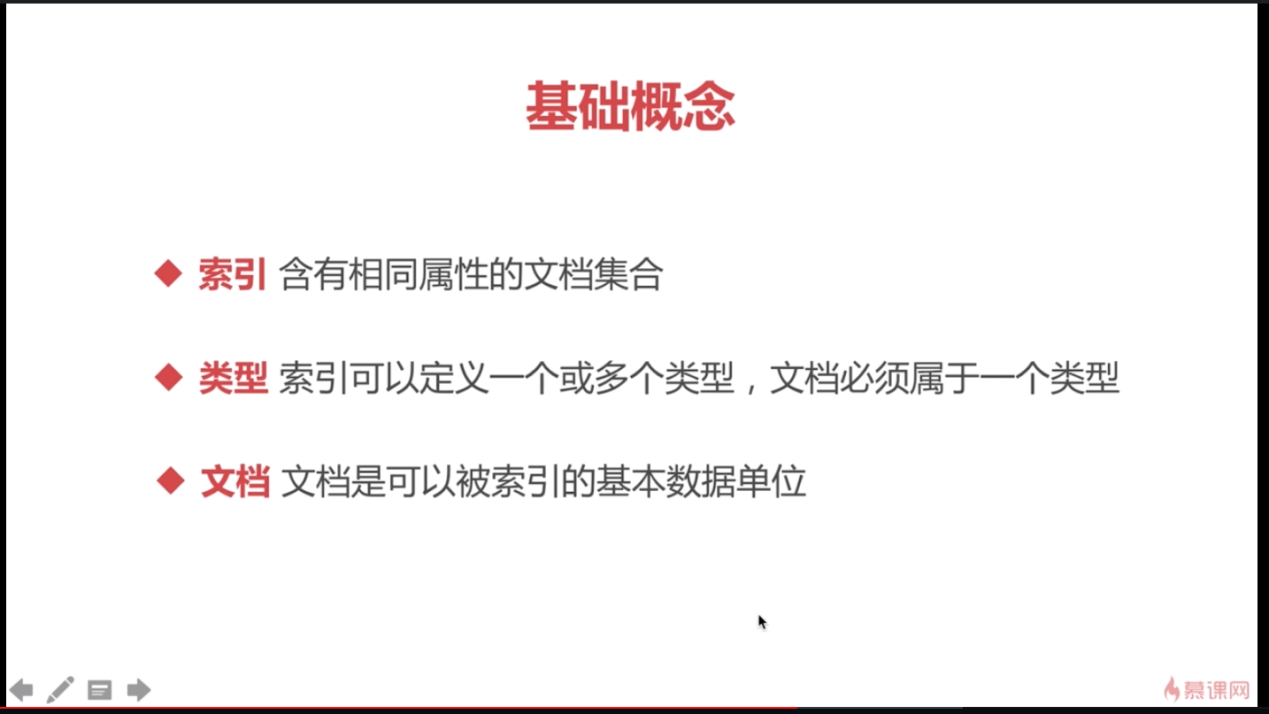 基础概念
◆ 索引 含有相同属性的文档集合
◆ 类型 索引可以定义一个或多个类型，文档必须属于一个类型
◆ 文档 文档是可以被索引的基本数据单位
慕课网